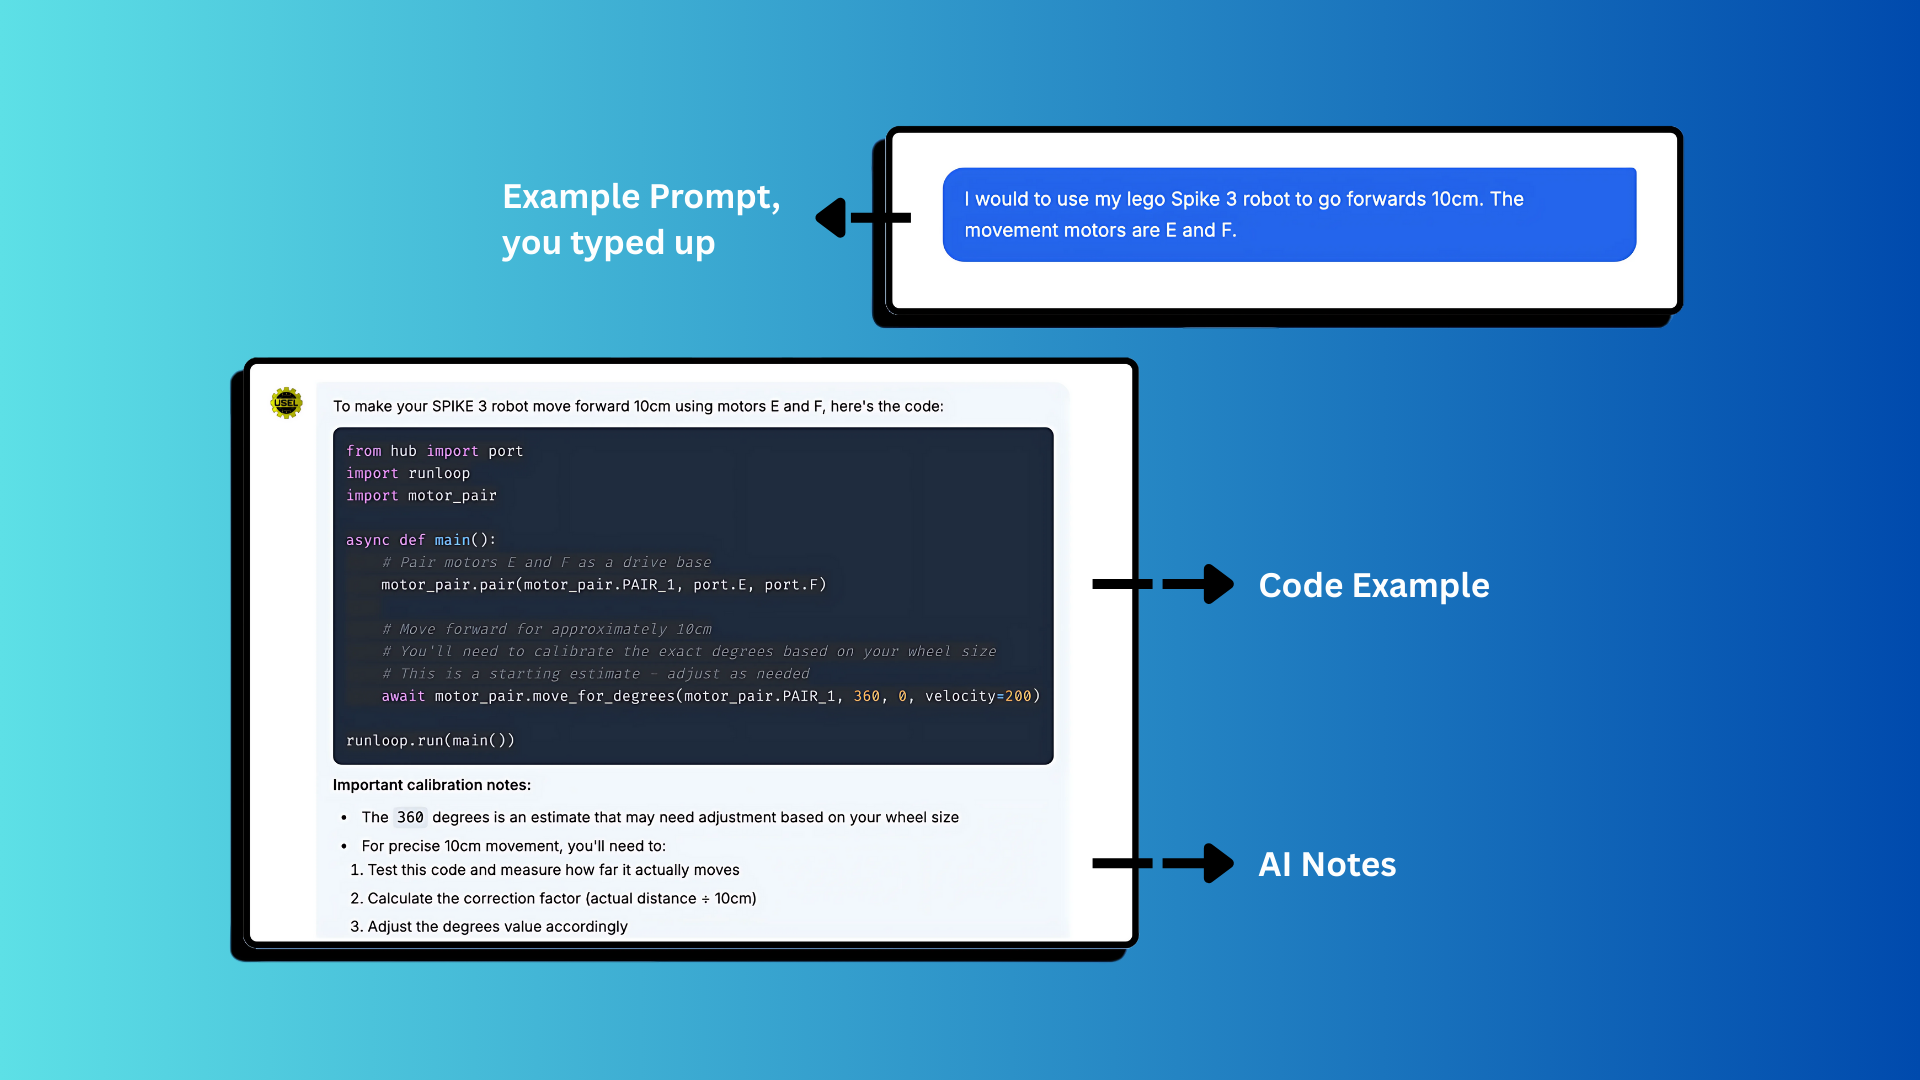 Example Prompt,
you typed up
I would to use my lego Spike 3 robot to go forwards 10cm. The
movement motors are E and F.
USEL
To make your SPIKE 3 robot move forward 10cm using motors E and F, here's the code:
from hub import port
import runloop
import motor_pair
async def main():
    # Pair motors E and F as a drive base
    motor_pair.pair(motor_pair.PAIR_1, port.E, port.F)
    # Move forward for approximately 10cm
    # You'll need to calibrate the exact degrees based on your wheel size
    # This is a starting estimate - adjust as needed
    await motor_pair.move_for_degrees(motor_pair.PAIR_1, 360, 0, velocity=200)
runloop.run(main())
Important calibration notes:
• The 360 degrees is an estimate that may need adjustment based on your wheel size
• For precise 10cm movement, you'll need to:
1. Test this code and measure how far it actually moves
2. Calculate the correction factor (actual distance ÷ 10cm)
3. Adjust the degrees value accordingly
Code Example
AI Notes